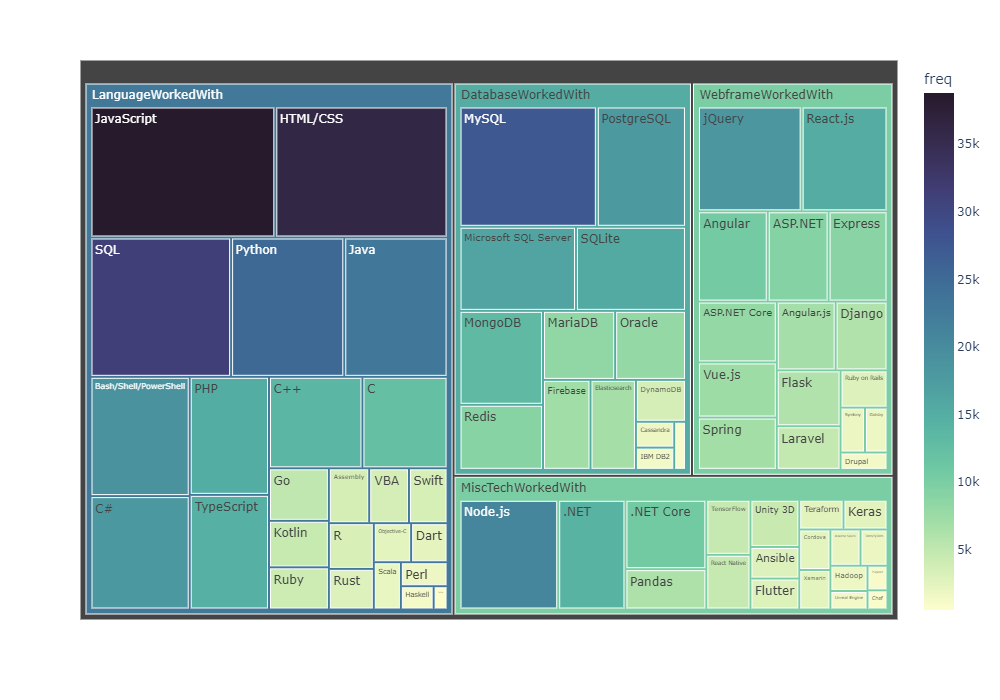 freq
35k
30k
25k
20k
15k
10k
5k
LanguageWorkedWith
JavaScript
HTML/CSS
SQL
Python
Java
Bash/Shell/PowerShell
PHP
C++
C
C#
TypeScript
Go
Assembly
VBA
Swift
Kotlin
R
Objective-C
Dart
Ruby
Rust
Scala
Perl
Haskell
DatabaseWorkedWith
MySQL
PostgreSQL
Microsoft SQL Server
SQLite
MongoDB
MariaDB
Oracle
Redis
Firebase
Elasticsearch
DynamoDB
Cassandra
IBM DB2
WebframeWorkedWith
jQuery
React.js
Angular
ASP.NET
Express
ASP.NET Core
Angular.js
Django
Vue.js
Flask
Ruby on Rails
Spring
Laravel
Symfony
Gatsby
Drupal
MiscTechWorkedWith
Node.js
.NET
.NET Core
Pandas
TensorFlow
React Native
Unity 3D
Ansible
Flutter
Teraform
Keras
Cordova
Xamarin
Hadoop
Unreal Engine
Chef